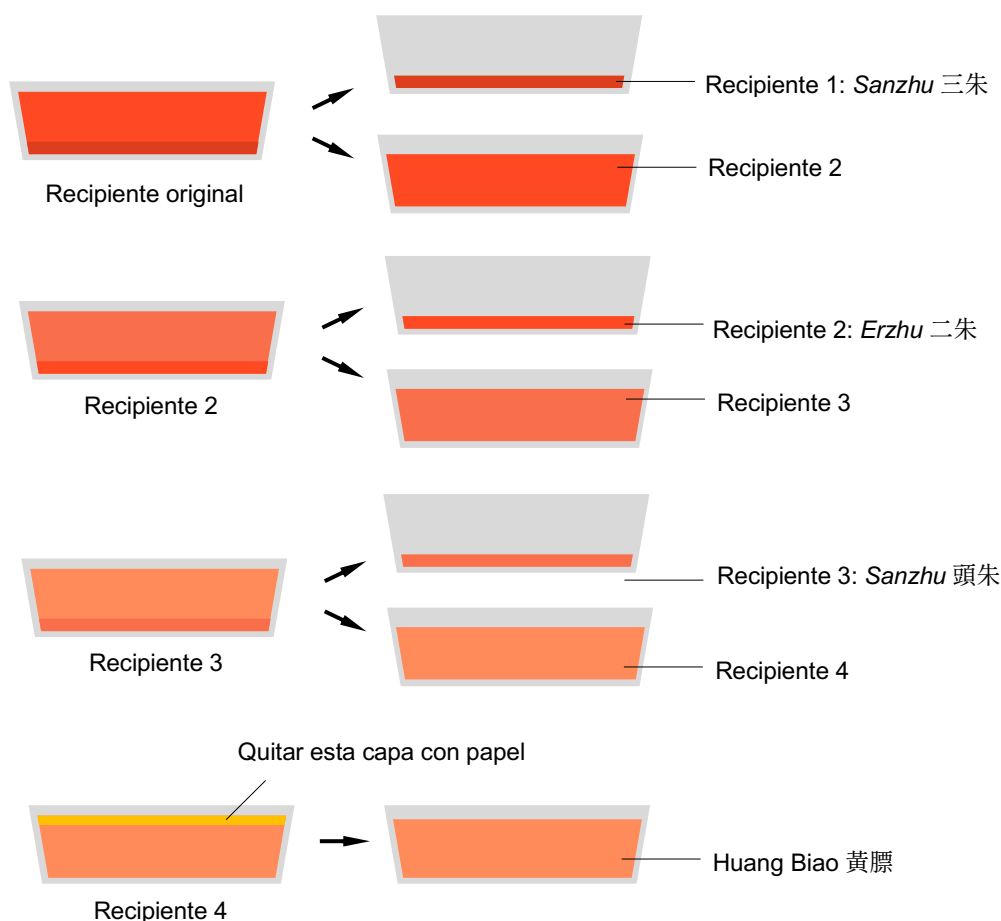 Recipiente original
Recipiente 1: Sanzhu 三朱
Recipiente 2
Recipiente 2
Recipiente 2: Erzhu 二朱
Recipiente 3
Recipiente 3
Recipiente 3: Sanzhu 頭朱
Recipiente 4
Quitar esta capa con papel
Recipiente 4
Huang Biao 黃膘